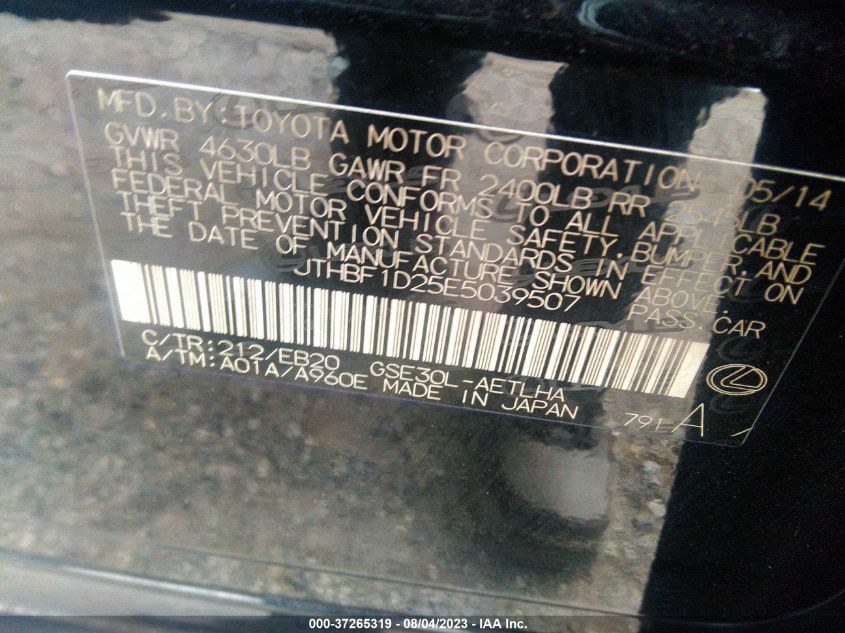 MFD. BY: TOYOTA MOTOR CORPORATION 05/14
GVWR 4630LB GAWR FR 2400LB RR LB
THIS VEHICLE CONFORMS TO ALL APPLICABLE
FEDERAL MOTOR VEHICLE SAFETY, BUMPER, AND
THEFT PREVENTION STANDARDS IN EFFECT ON
THE DATE OF MANUFACTURE SHOWN ABOVE.
JTHBF1D25E5039507 PASS. CAR
C/TR: 212/EB20 GSE30L-AETLHA
A/TM: A01A/A960E MADE IN JAPAN 791-A
000-37265319 - 08/04/2023 - IAA Inc.